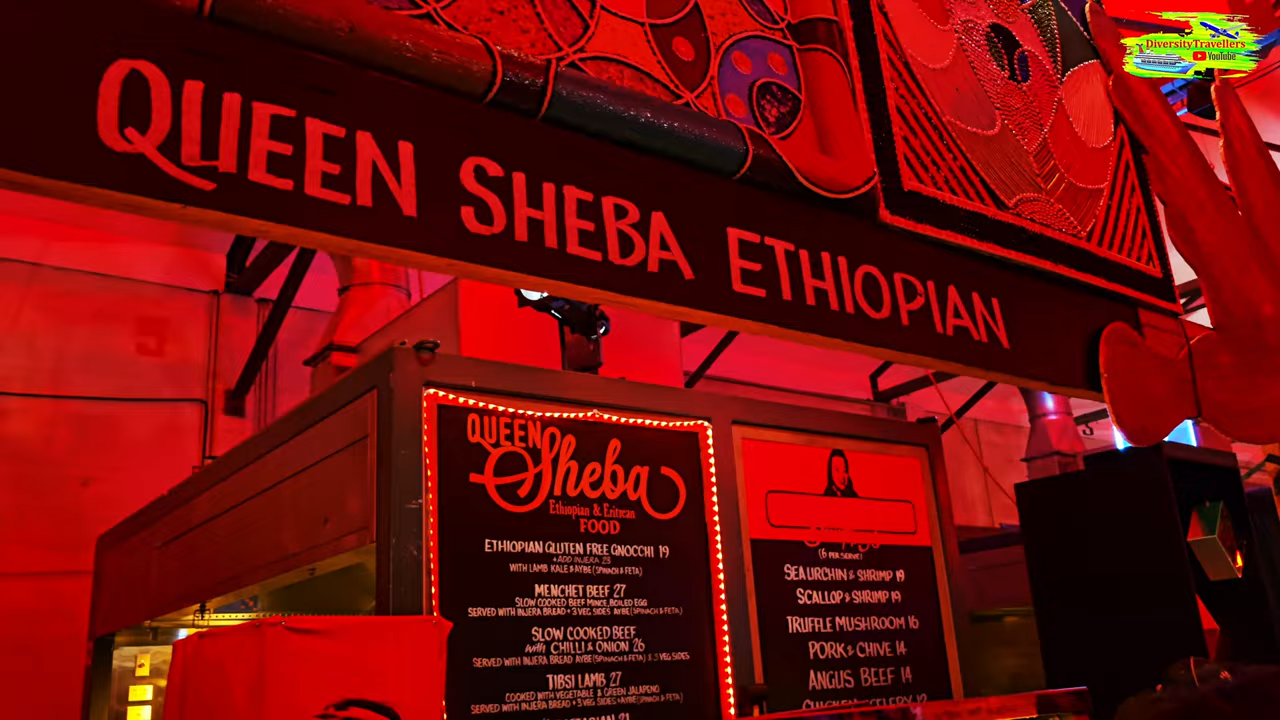 DiversityTravellers
YouTube
QUEEN SHEBA ETHIOPIAN
QUEEN
Sheba
Ethiopian & Eritrean
FOOD
ETHIOPIAN GLUTEN FREE GNOCCHI 19
+ ADD INJERA 23
WITH LAMB KALE & AYBE (SPINACH & FETA)
MENCHET BEEF 27
SLOW COOKED BEEF MINCE, BOILED EGG
SERVED WITH INJERA BREAD + 3 VEG SIDES AYBE (SPINACH & FETA)
SLOW COOKED BEEF
with CHILLI & ONION 26
SERVED WITH INJERA BREAD AYBE (SPINACH & FETA) & 3 VEG SIDES
TIBSI LAMB 27
COOKED WITH VEGETABLE & GREEN JALAPENO
SERVED WITH INJERA BREAD + 3 VEG SIDES + AYBE (SPINACH & FETA)
(6 PER SERVE)
SEA URCHIN & SHRIMP 19
SCALLOP & SHRIMP 19
TRUFFLE MUSHROOM 16
PORK & CHIVE 14
ANGUS BEEF 14